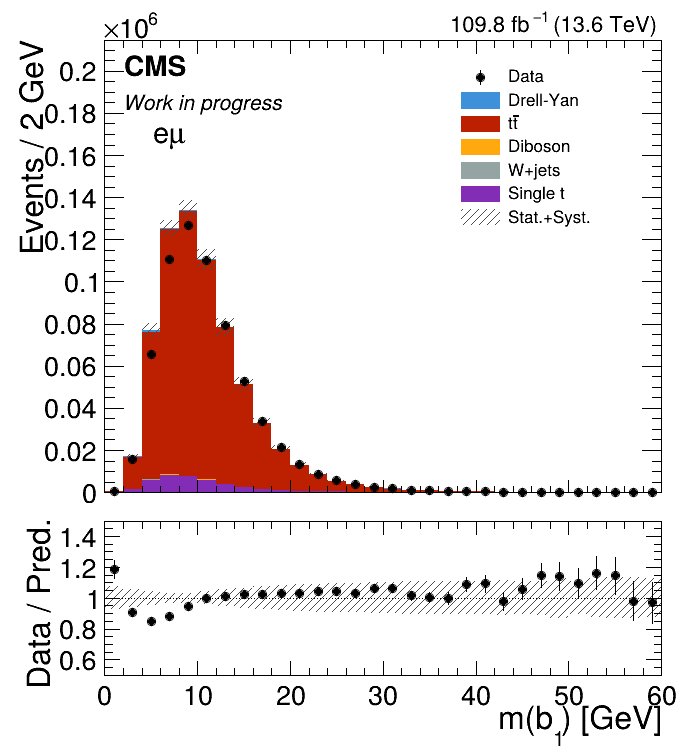 ×10⁶
109.8 fb⁻¹ (13.6 TeV)
CMS
Work in progress
eμ
Data
Drell-Yan
tt̄
Diboson
W+jets
Single t
Stat.+Syst.
Events / 2 GeV
0.2
0.18
0.16
0.14
0.12
0.1
0.08
0.06
0.04
0.02
0
Data / Pred.
1.4
1.2
1
0.8
0.6
0 10 20 30 40 50 60
m(b₁) [GeV]